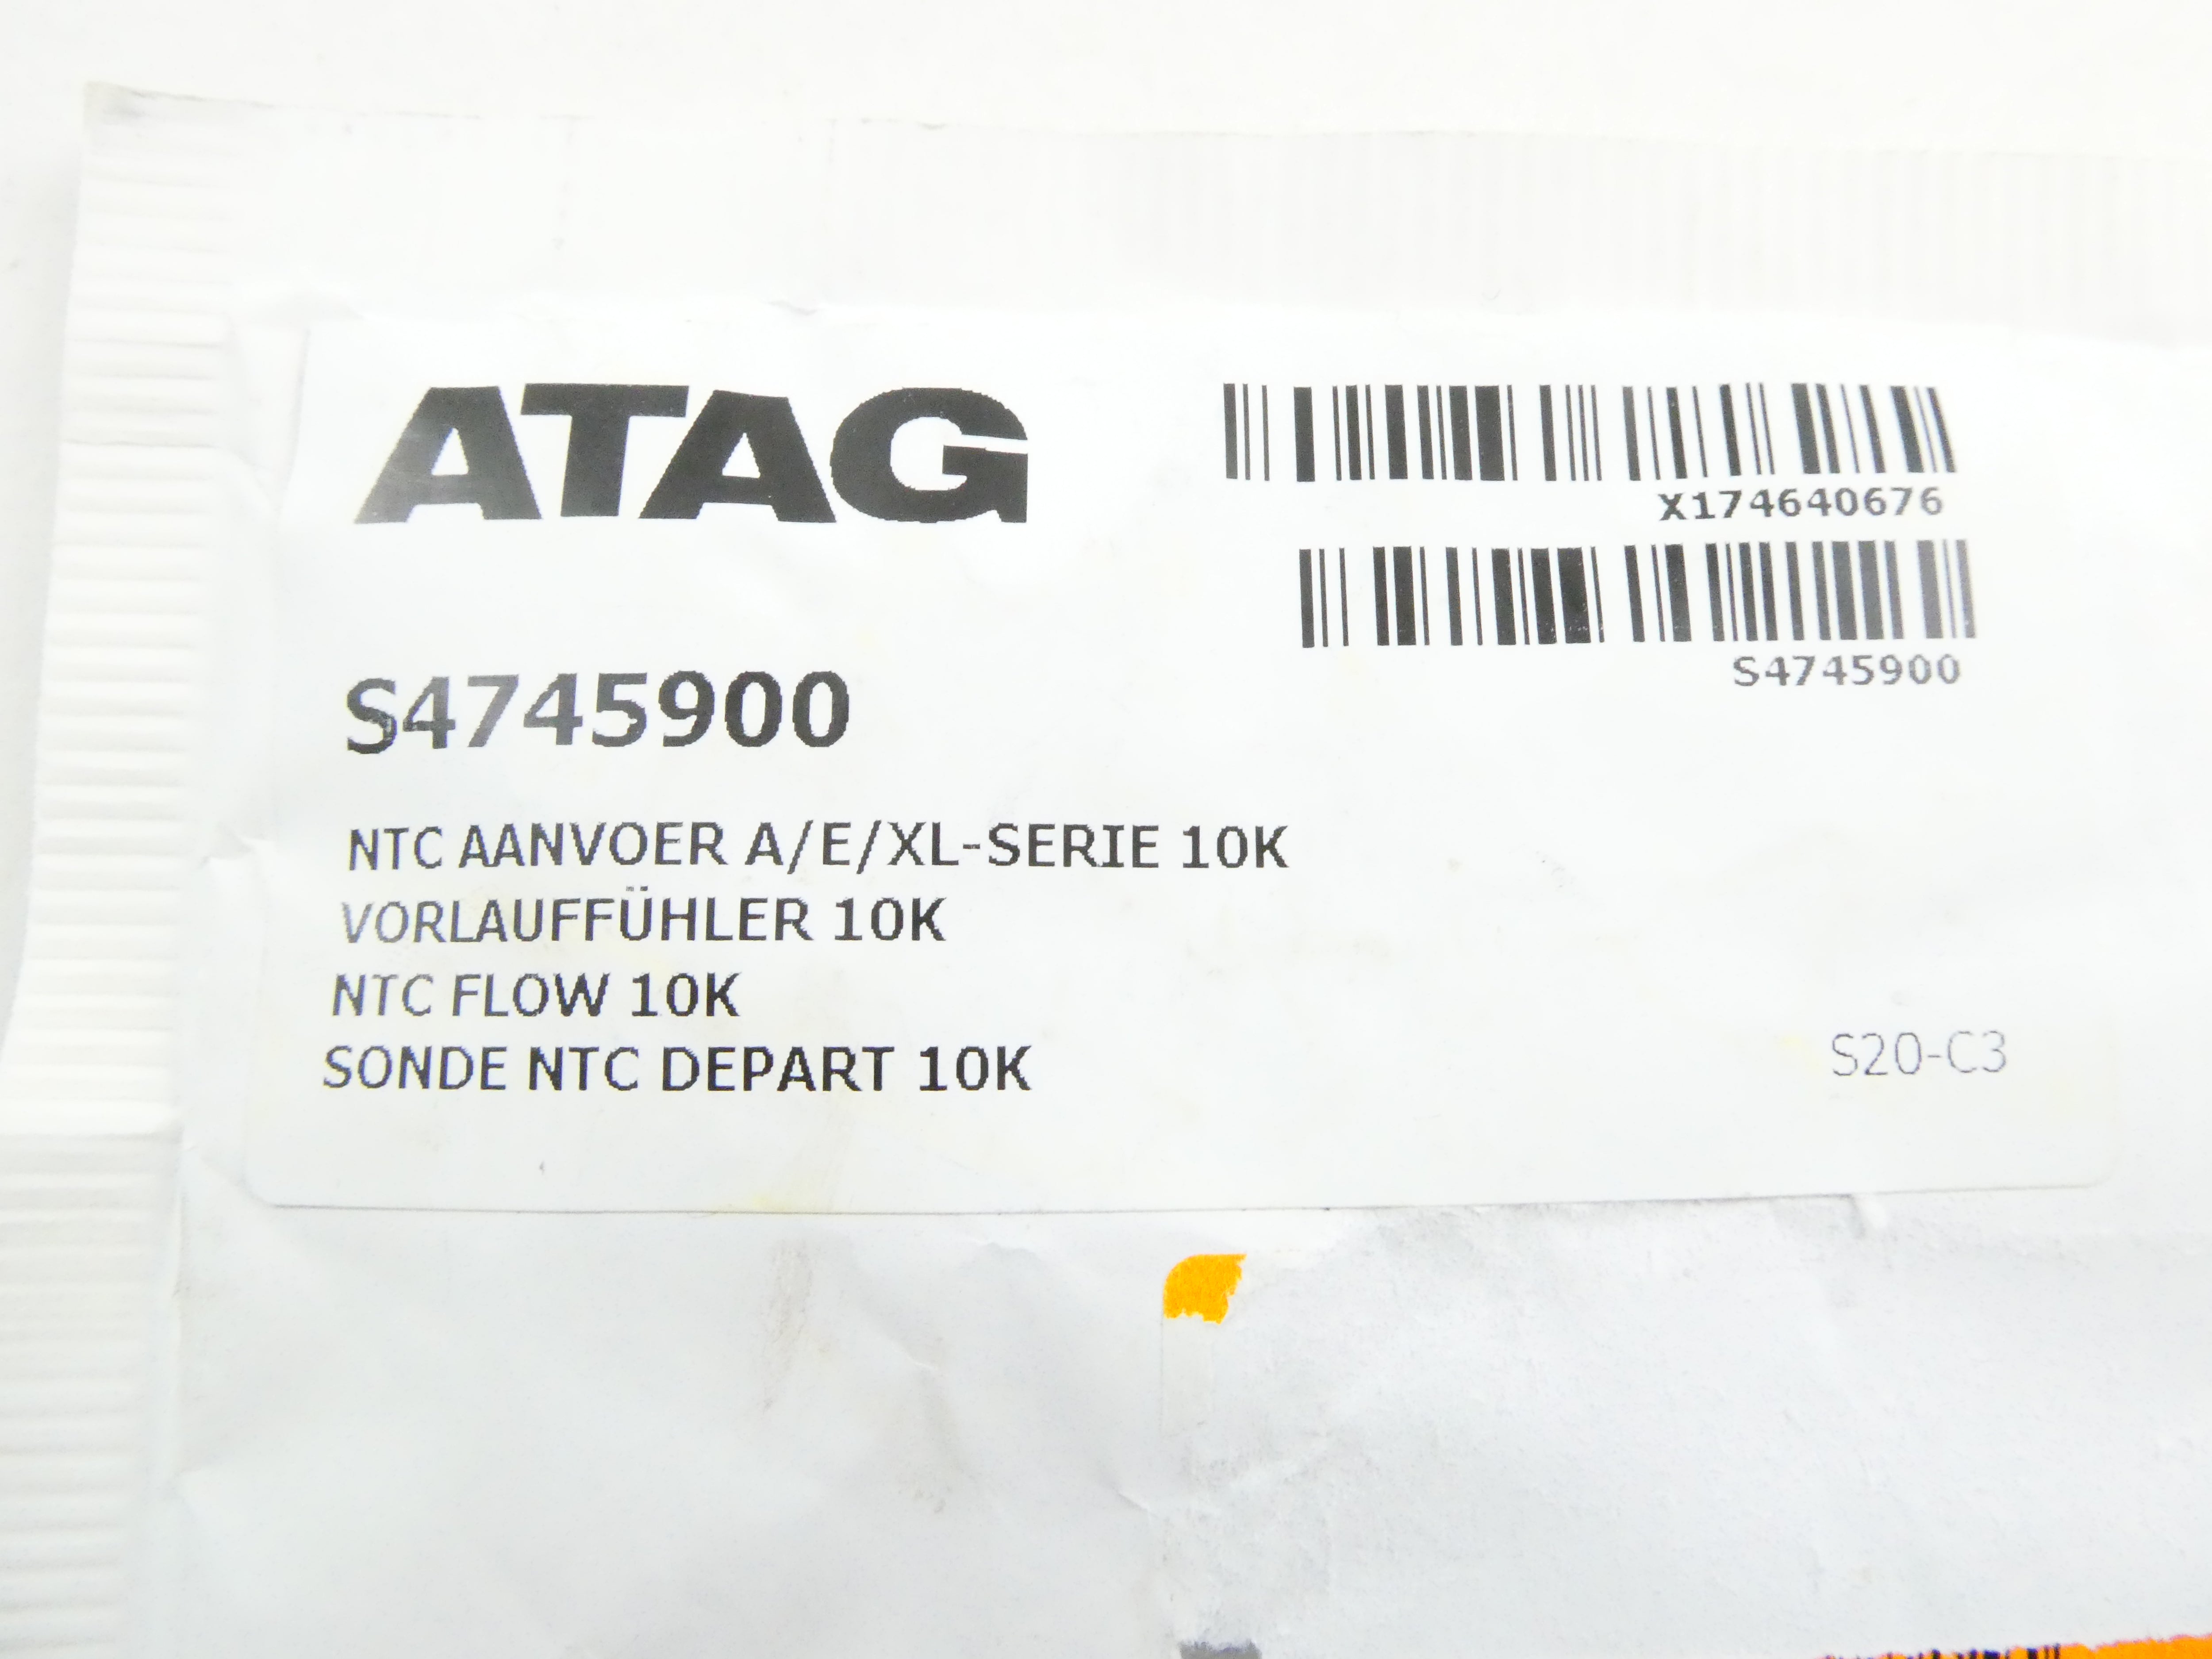 ATAG
X174640676
S4745900
S4745900
NTC AANVOER A/E/XL-SERIE 10K
VORLAUFFÜHLER 10K
NTC FLOW 10K
SONDE NTC DEPART 10K
S20-C3